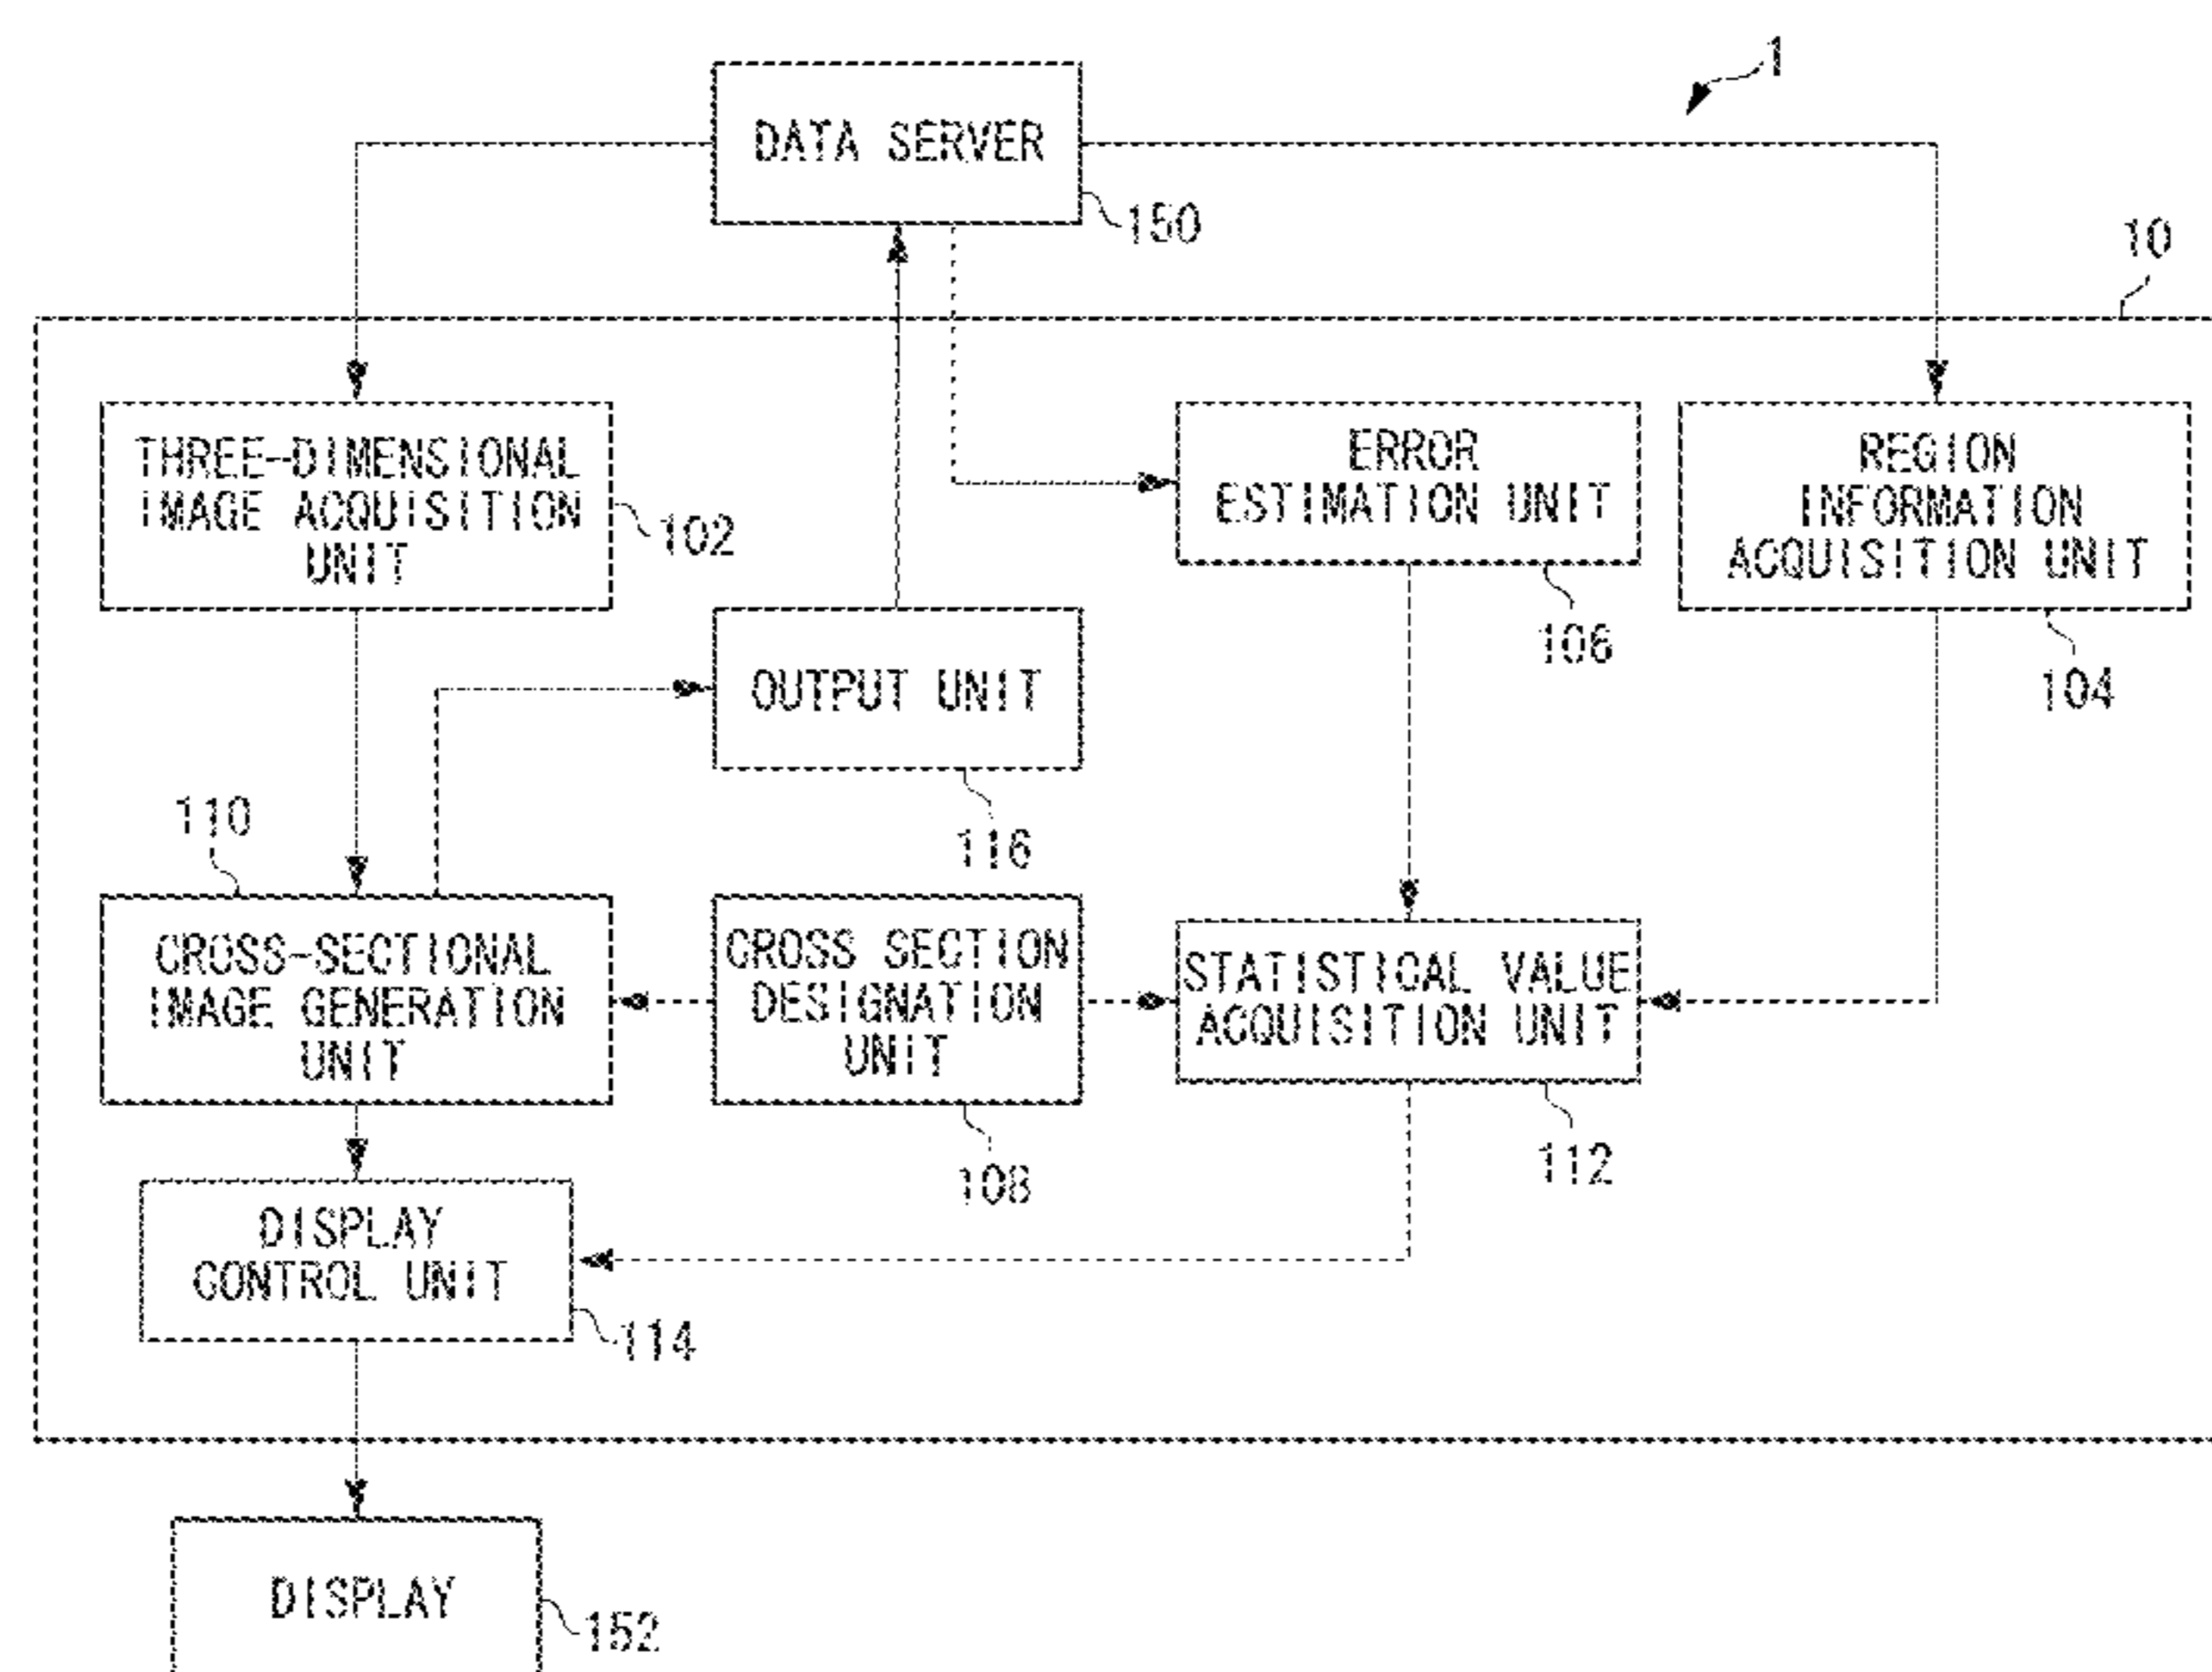 1
DATA SERVER
150
10
THREE-DIMENSIONAL
IMAGE ACQUISITION
UNIT
102
ERROR
ESTIMATION UNIT
106
REGION
INFORMATION
ACQUISITION UNIT
104
OUTPUT UNIT
116
110
CROSS-SECTIONAL
IMAGE GENERATION
UNIT
CROSS SECTION
DESIGNATION
UNIT
108
STATISTICAL VALUE
ACQUISITION UNIT
112
DISPLAY
CONTROL UNIT
114
DISPLAY
152